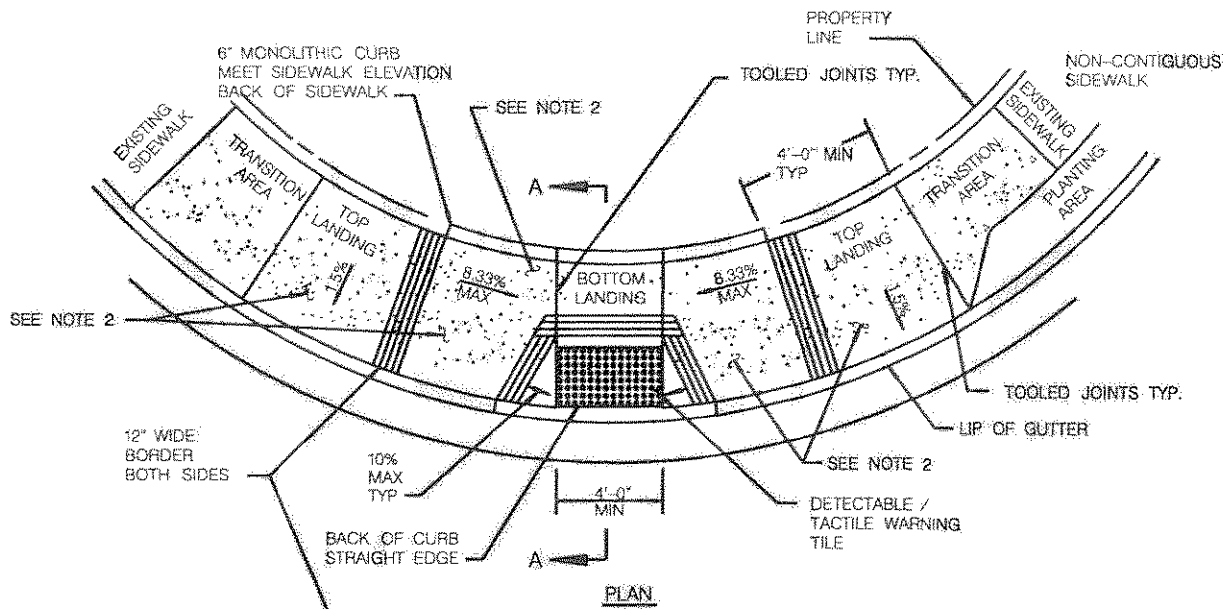 PROPERTY
LINE
6" MONOLITHIC CURB
MEET SIDEWALK ELEVATION
BACK OF SIDEWALK
NON-CONTIGUOUS
SIDEWALK
TOOLED JOINTS TYP.
SEE NOTE 2
EXISTING
SIDEWALK
EXISTING
SIDEWALK
4'-0" MIN
TYP
TRANSITION
AREA
TRANSITION
AREA
PLANTING
AREA
A
TOP
LANDING
TOP
LANDING
8.33%
MAX
BOTTOM
LANDING
8.33%
MAX
1.5%
1.5%
SEE NOTE 2
TOOLED JOINTS TYP.
LIP OF GUTTER
12" WIDE
BORDER
BOTH SIDES
10%
MAX
TYP
SEE NOTE 2
4'-0"
MIN
DETECTABLE /
TACTILE WARNING
TILE
BACK OF CURB
STRAIGHT EDGE
A
PLAN